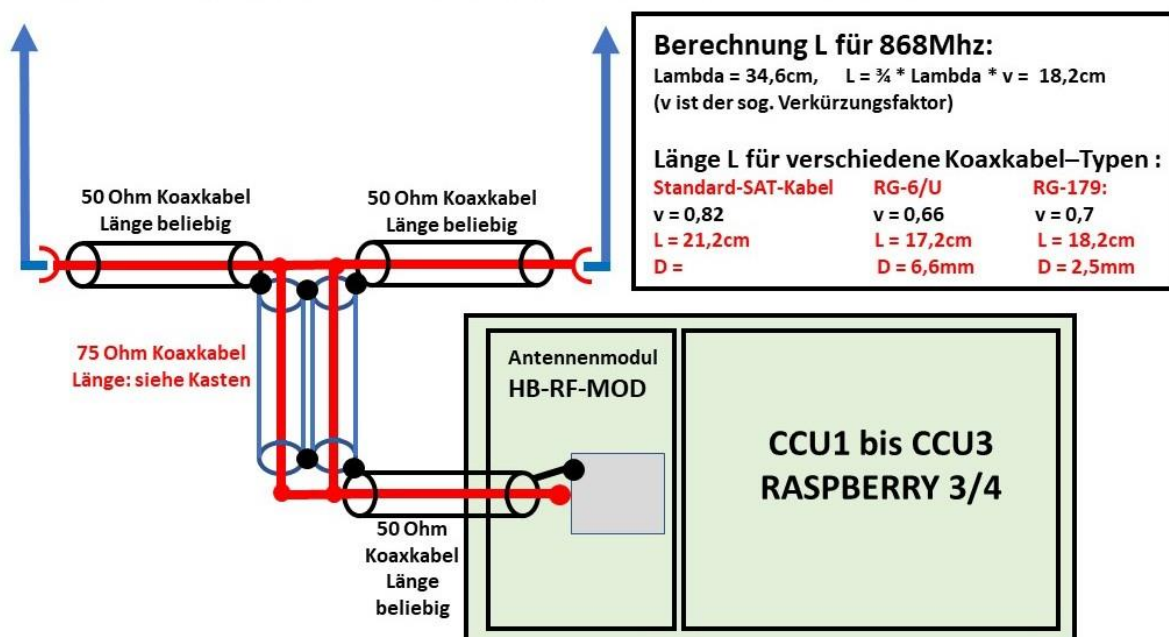 Berechnung L für 868Mhz:
Lambda = 34,6cm, L = ¾ * Lambda * v = 18,2cm
(v ist der sog. Verkürzungsfaktor)
Länge L für verschiedene Koaxkabel–Typen :
Standard-SAT-Kabel RG-6/U RG-179:
v = 0,82 v = 0,66 v = 0,7
L = 21,2cm L = 17,2cm L = 18,2cm
D = D = 6,6mm D = 2,5mm
50 Ohm Koaxkabel
Länge beliebig
50 Ohm Koaxkabel
Länge beliebig
75 Ohm Koaxkabel
Länge: siehe Kasten
Antennenmodul
HB-RF-MOD
CCU1 bis CCU3
RASPBERRY 3/4
50 Ohm
Koaxkabel
Länge
beliebig